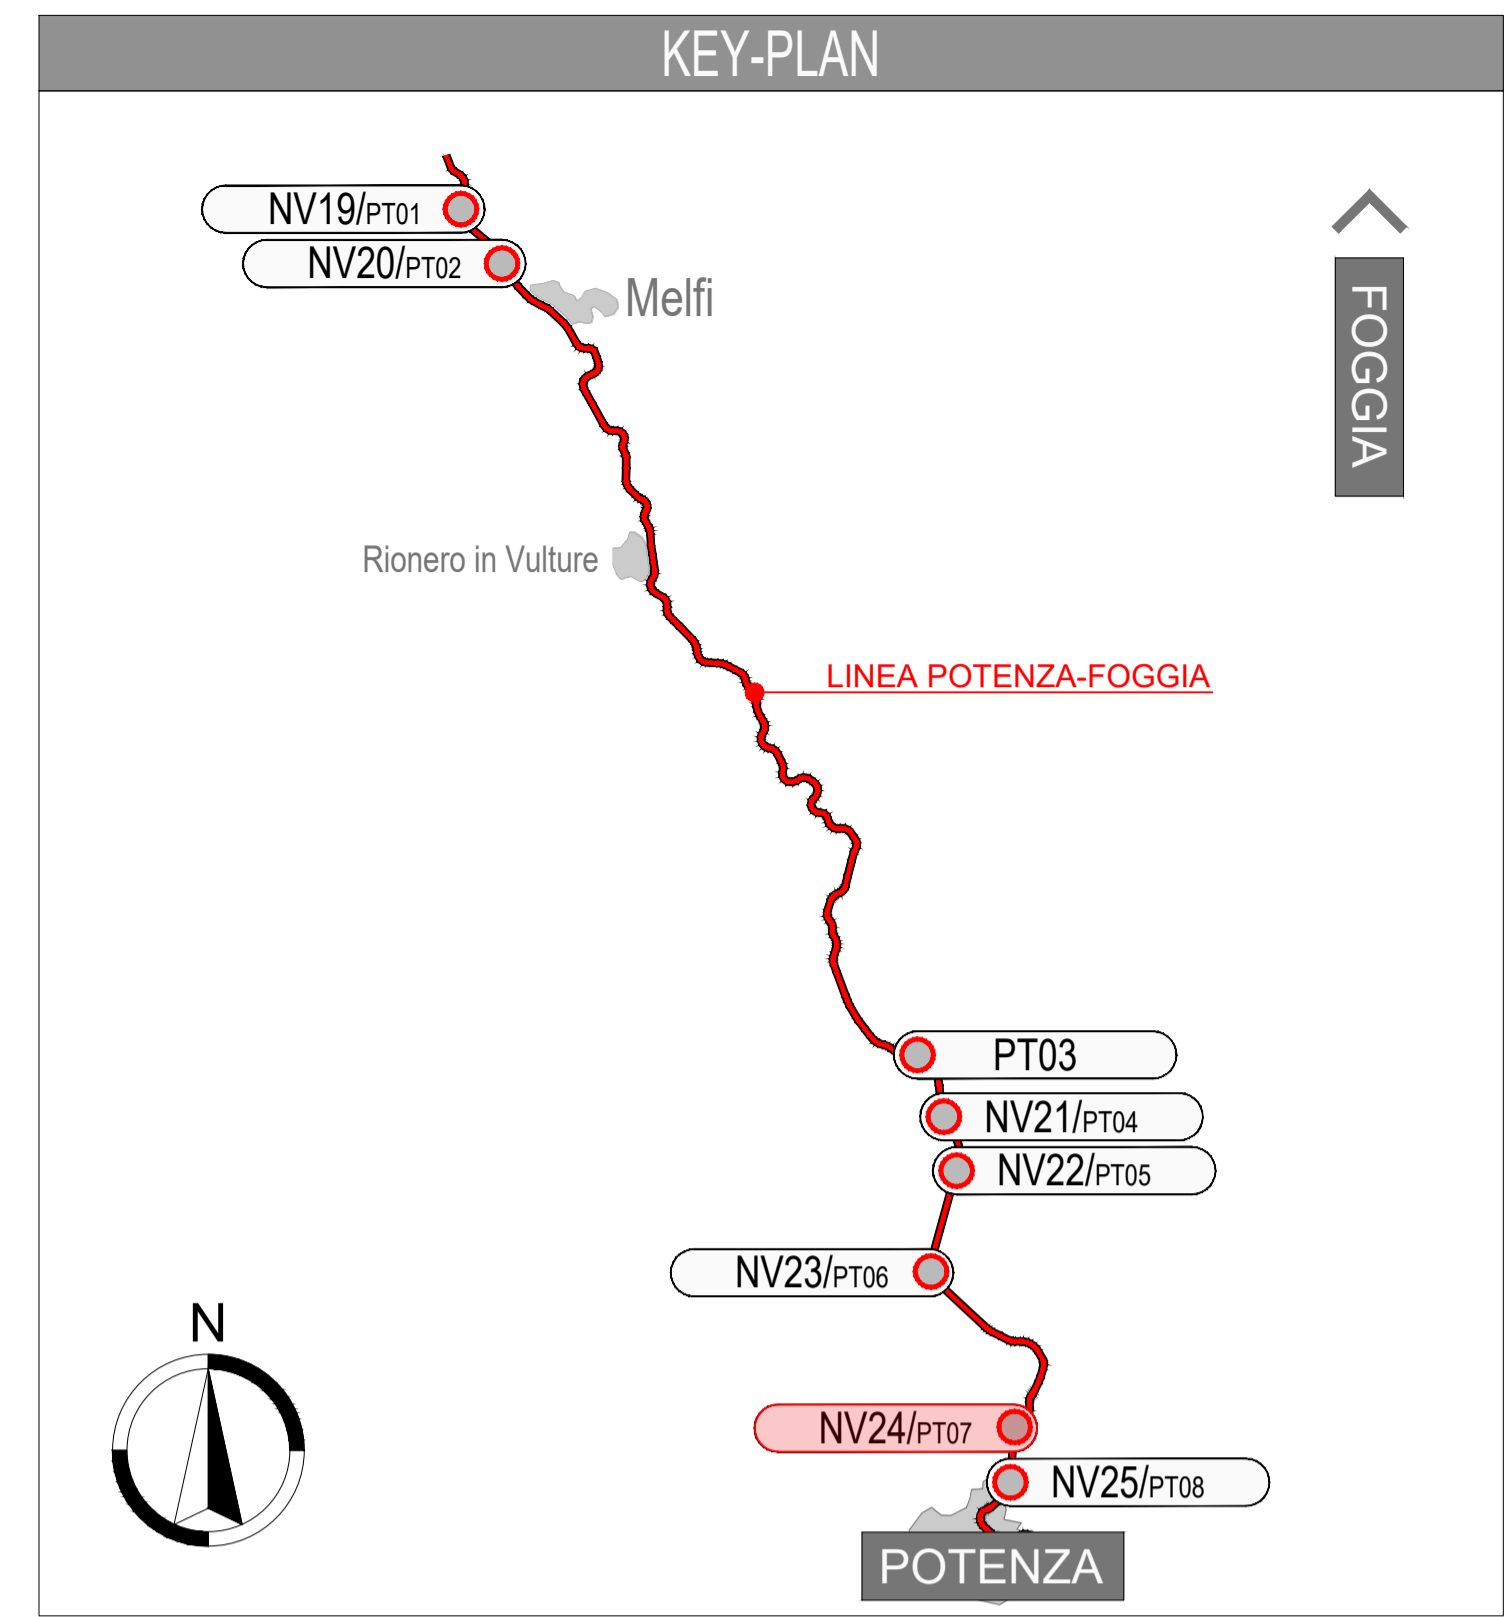 KEY-PLAN
NV19/PT01
NV20/PT02
Melfi
FOGGIA
Rionero in Vulture
LINEA POTENZA-FOGGIA
PT03
NV21/PT04
NV22/PT05
NV23/PT06
N
NV24/PT07
NV25/PT08
POTENZA